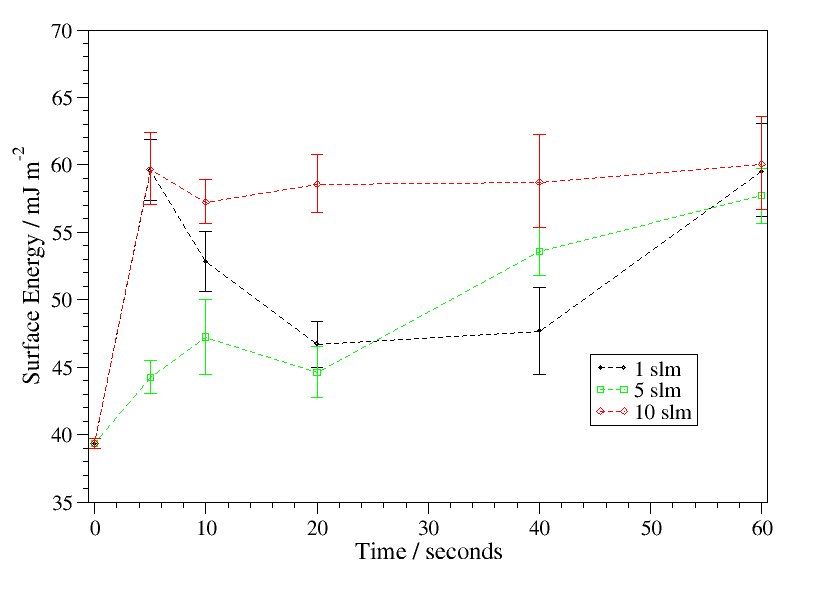 70
65
60
55
50
45
40
35
Surface Energy / mJ m⁻²
0 10 20 30 40 50 60
Time / seconds
1 slm
5 slm
10 slm